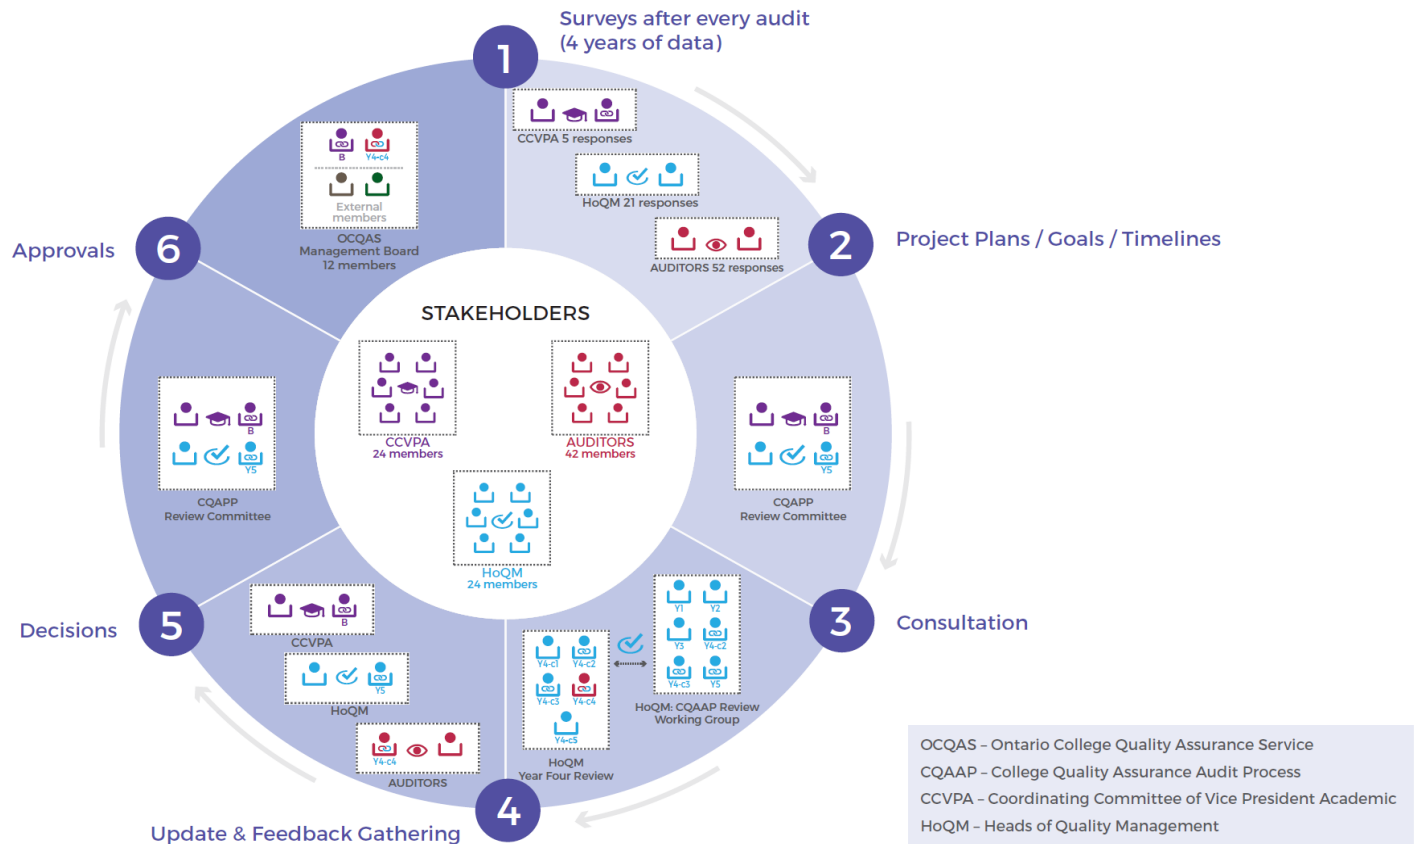 Surveys after every audit
(4 years of data)
1
CCVPA 5 responses
HoQM 21 responses
AUDITORS 52 responses
2
Project Plans / Goals / Timelines
B
Y5
CQAPP
Review Committee
3
Consultation
Y1
Y2
Y3
Y4-c2
Y4-c3
Y5
HoQM: CQAAP Review
Working Group
Y4-c1
Y4-c2
Y4-c3
Y4-c4
Y4-c5
HoQM
Year Four Review
4
Update & Feedback Gathering
B
CCVPA
Y5
HoQM
Y4-c4
AUDITORS
5
Decisions
B
Y5
CQAPP
Review Committee
6
Approvals
B
Y4-c4
External
members
OCQAS
Management Board
12 members
STAKEHOLDERS
CCVPA
24 members
AUDITORS
42 members
HoQM
24 members
OCQAS – Ontario College Quality Assurance Service
CQAAP – College Quality Assurance Audit Process
CCVPA – Coordinating Committee of Vice President Academic
HoQM – Heads of Quality Management